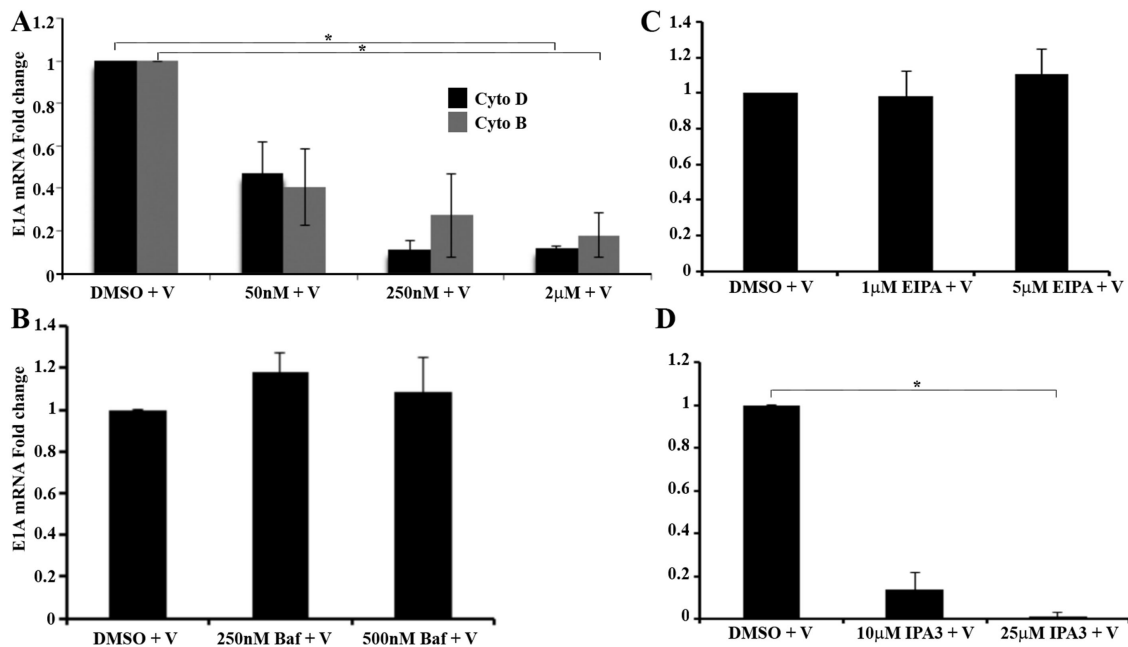 A
E1A mRNA Fold change
1.2
1
0.8
0.6
0.4
0.2
0
*
*
Cyto D
Cyto B
DMSO + V
50nM + V
250nM + V
2μM + V
B
E1A mRNA Fold change
1.4
1.2
1
0.8
0.6
0.4
0.2
0
DMSO + V
250nM Baf + V
500nM Baf + V
C
1.4
1.2
1
0.8
0.6
0.4
0.2
0
DMSO + V
1μM EIPA + V
5μM EIPA + V
D
1.2
1
0.8
0.6
0.4
0.2
0
*
DMSO + V
10μM IPA3 + V
25μM IPA3 + V